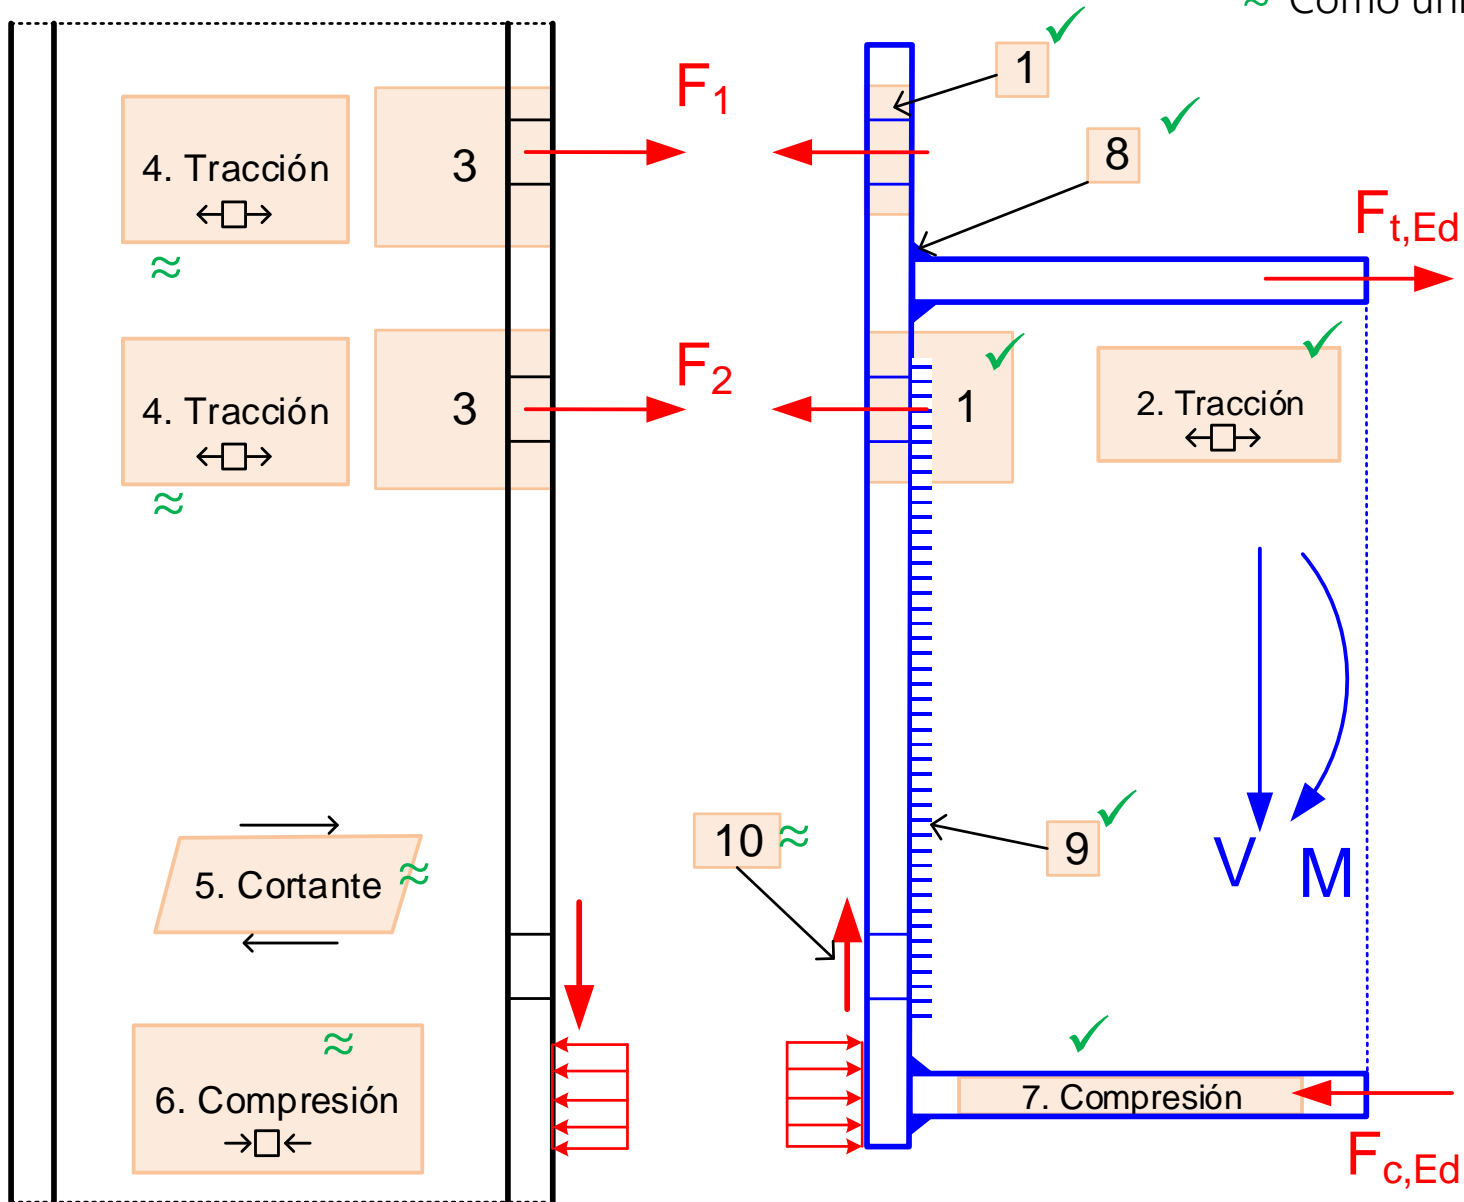 ≈ Como
1 ✓
F1
8 ✓
4. Tracción
3
Ft,Ed
≈
F2
1 ✓
✓
4. Tracción
3
2. Tracción
≈
10 ≈
9 ✓
5. Cortante ≈
V
M
✓
≈
6. Compresión
7. Compresión
Fc,Ed